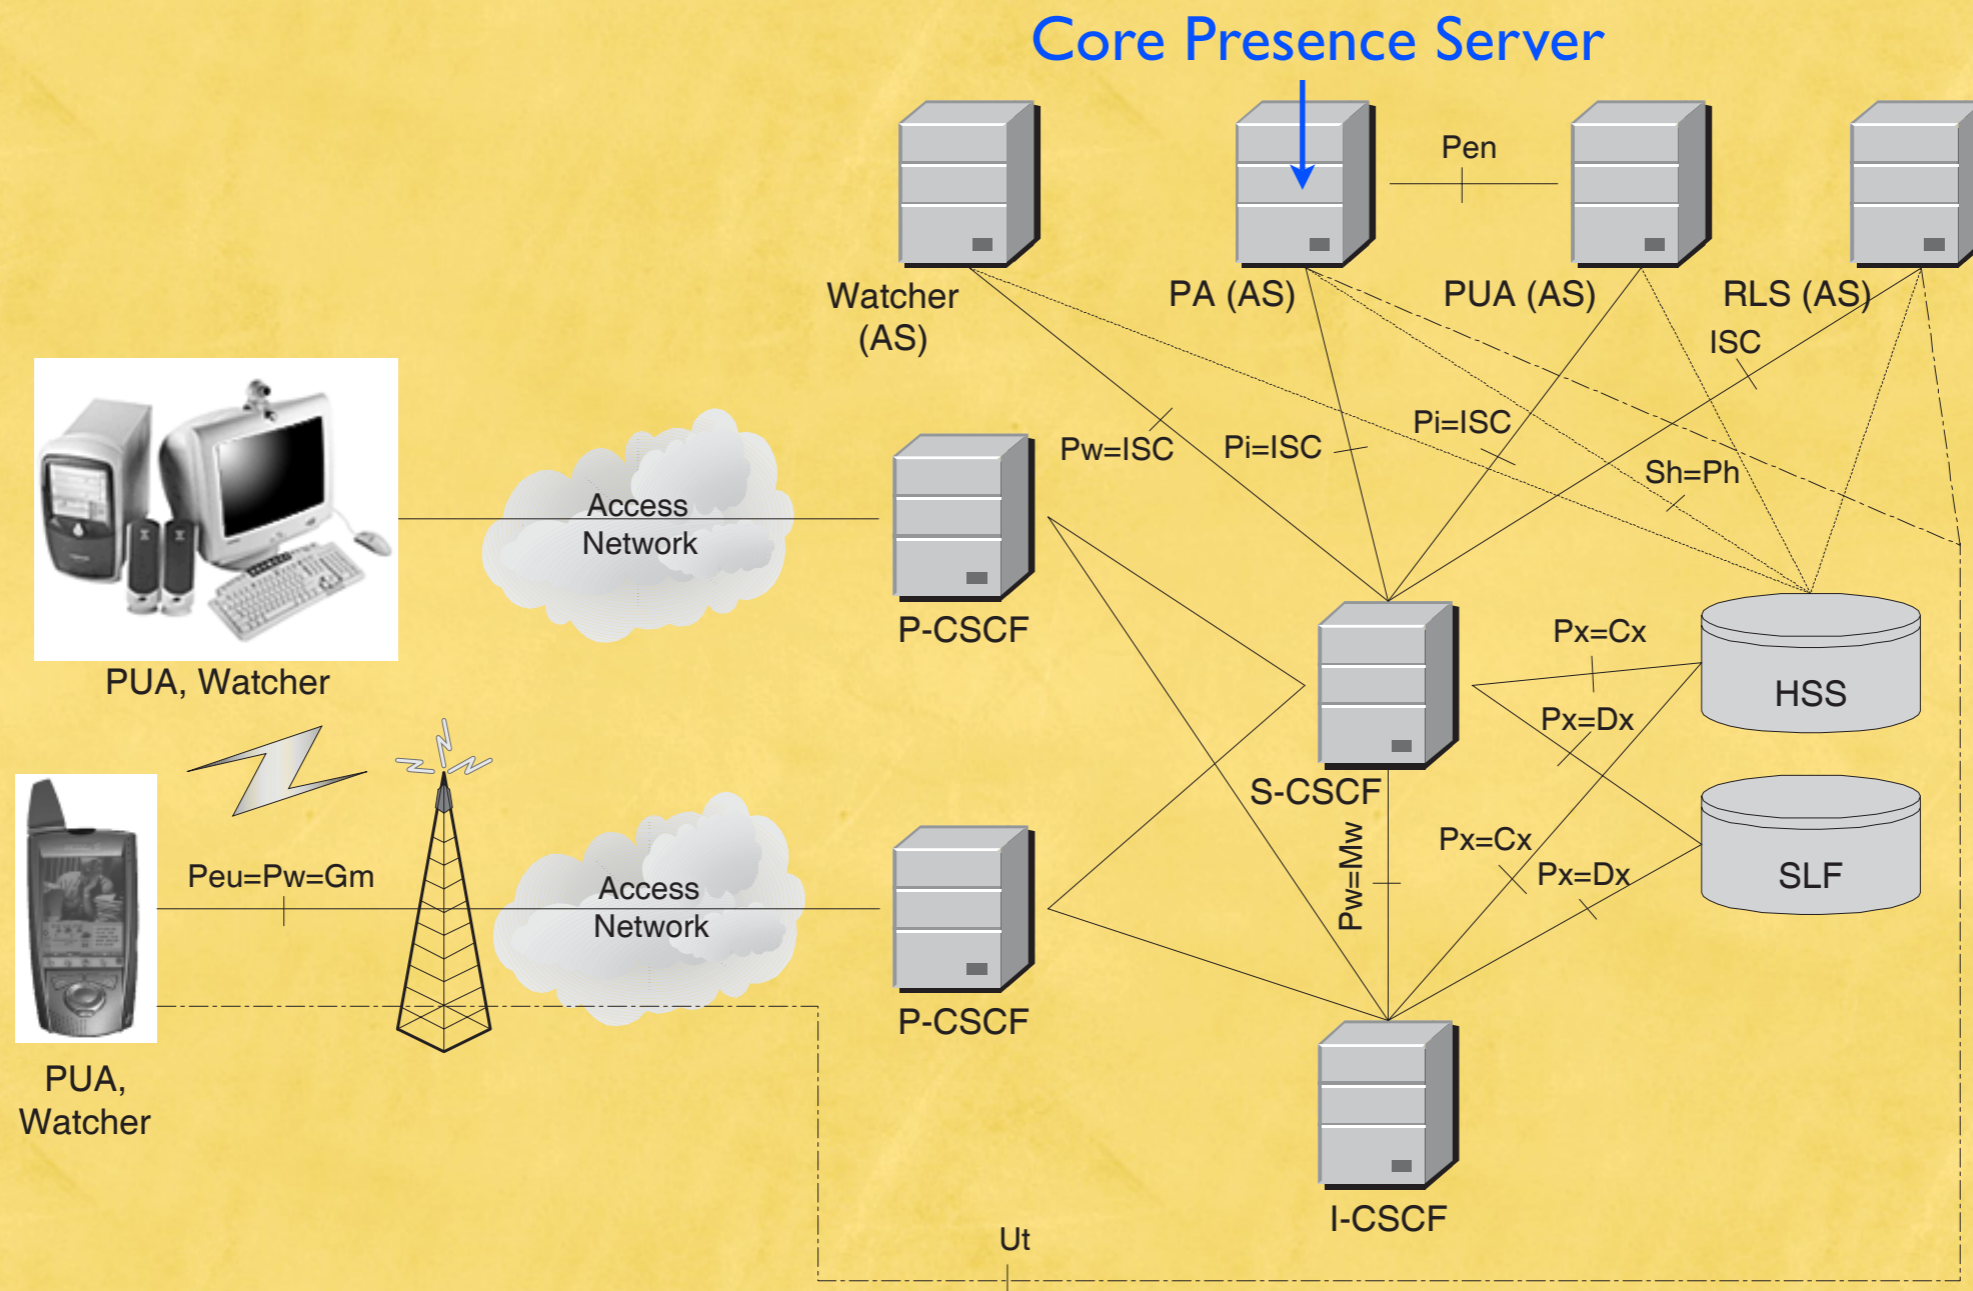 Core Presence Server
Pen
Watcher
(AS)
PA (AS)
PUA (AS)
RLS (AS)
ISC
Pw=ISC
Pi=ISC
Pi=ISC
Sh=Ph
Access
Network
P-CSCF
PUA, Watcher
Px=Cx
HSS
Px=Dx
S-CSCF
Pw=Mw
Px=Cx
Px=Dx
SLF
Peu=Pw=Gm
Access
Network
P-CSCF
PUA,
Watcher
I-CSCF
Ut